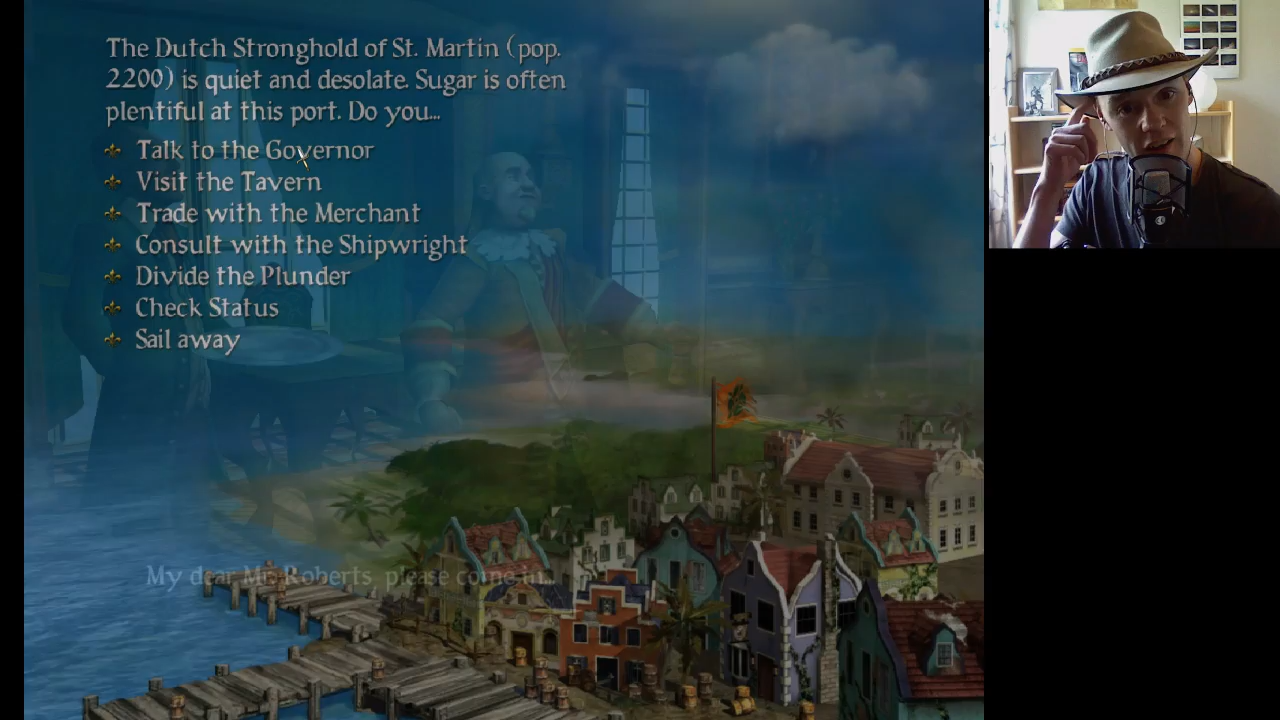 The Dutch Stronghold of St. Martin (pop.
2200) is quiet and desolate. Sugar is often
plentiful at this port. Do you...
Talk to the Governor
Visit the Tavern
Trade with the Merchant
Consult with the Shipwright
Divide the Plunder
Check Status
Sail away
My dear Mr. Roberts, please come in...